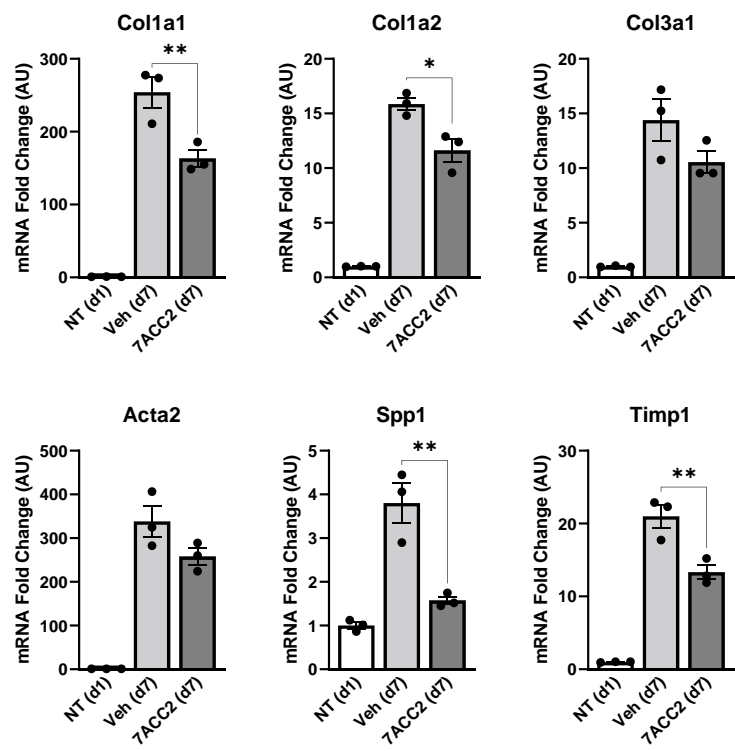 Col1a1
mRNA Fold Change (AU)
300
200
100
0
**
NT (d1)
Veh (d7)
7ACC2 (d7)
Col1a2
mRNA Fold Change (AU)
20
15
10
5
0
*
NT (d1)
Veh (d7)
7ACC2 (d7)
Col3a1
mRNA Fold Change (AU)
20
15
10
5
0
NT (d1)
Veh (d7)
7ACC2 (d7)
Acta2
mRNA Fold Change (AU)
500
400
300
200
100
0
NT (d1)
Veh (d7)
7ACC2 (d7)
Spp1
mRNA Fold Change (AU)
5
4
3
2
1
0
**
NT (d1)
Veh (d7)
7ACC2 (d7)
Timp1
mRNA Fold Change (AU)
30
20
10
0
**
NT (d1)
Veh (d7)
7ACC2 (d7)